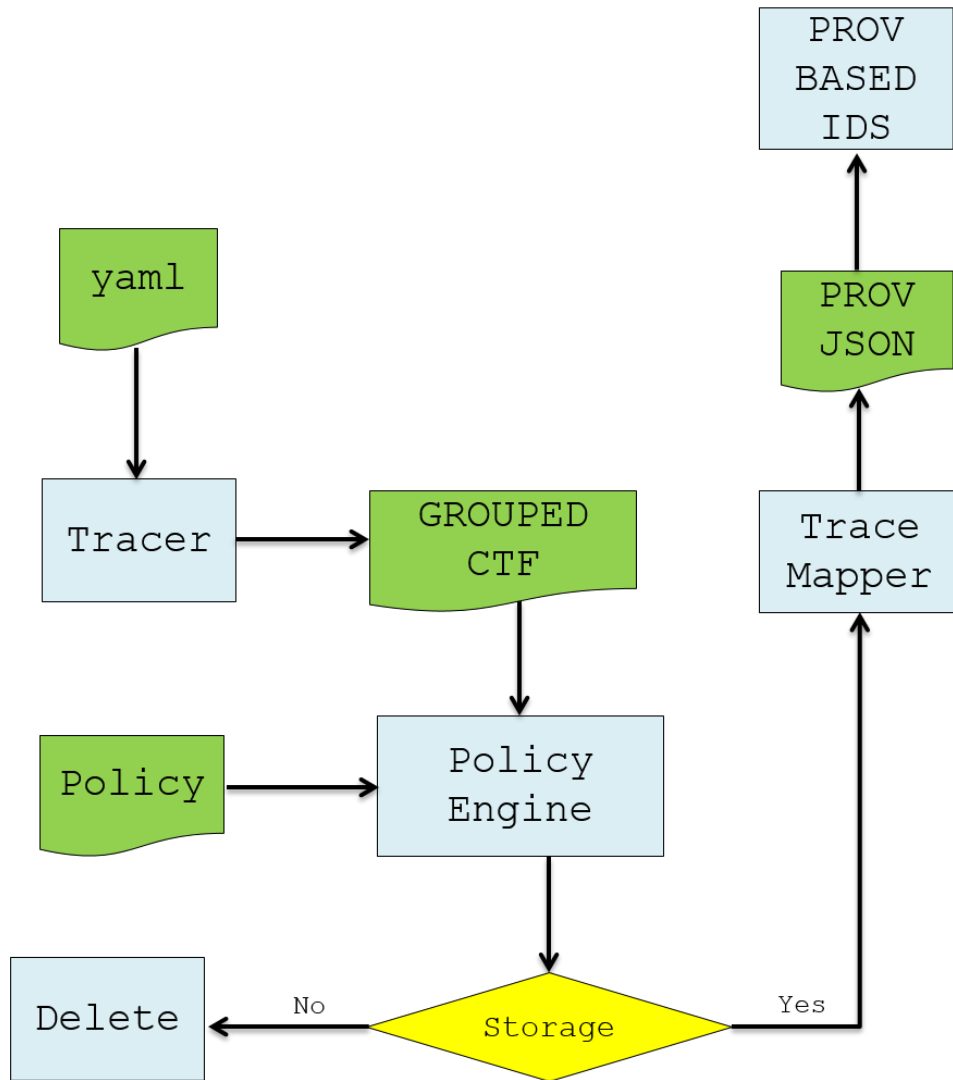 PROV
BASED
IDS
yaml
PROV
JSON
Tracer
GROUPED
CTF
Trace
Mapper
Policy
Policy
Engine
Delete
No
Storage
Yes